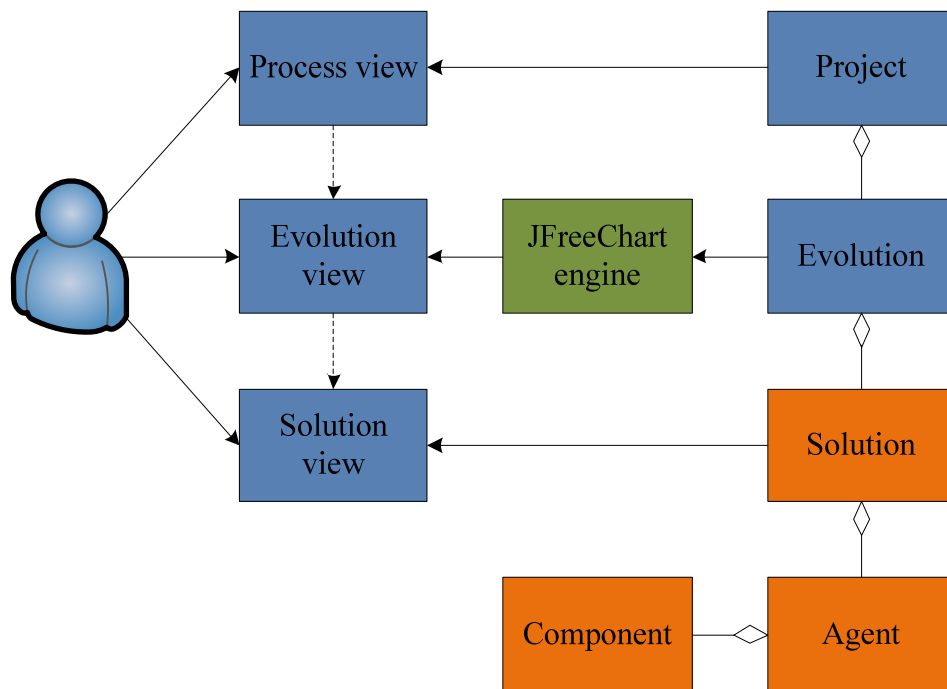 Process view
Project
Evolution
view
JFreeChart
engine
Evolution
Solution
view
Solution
Component
Agent